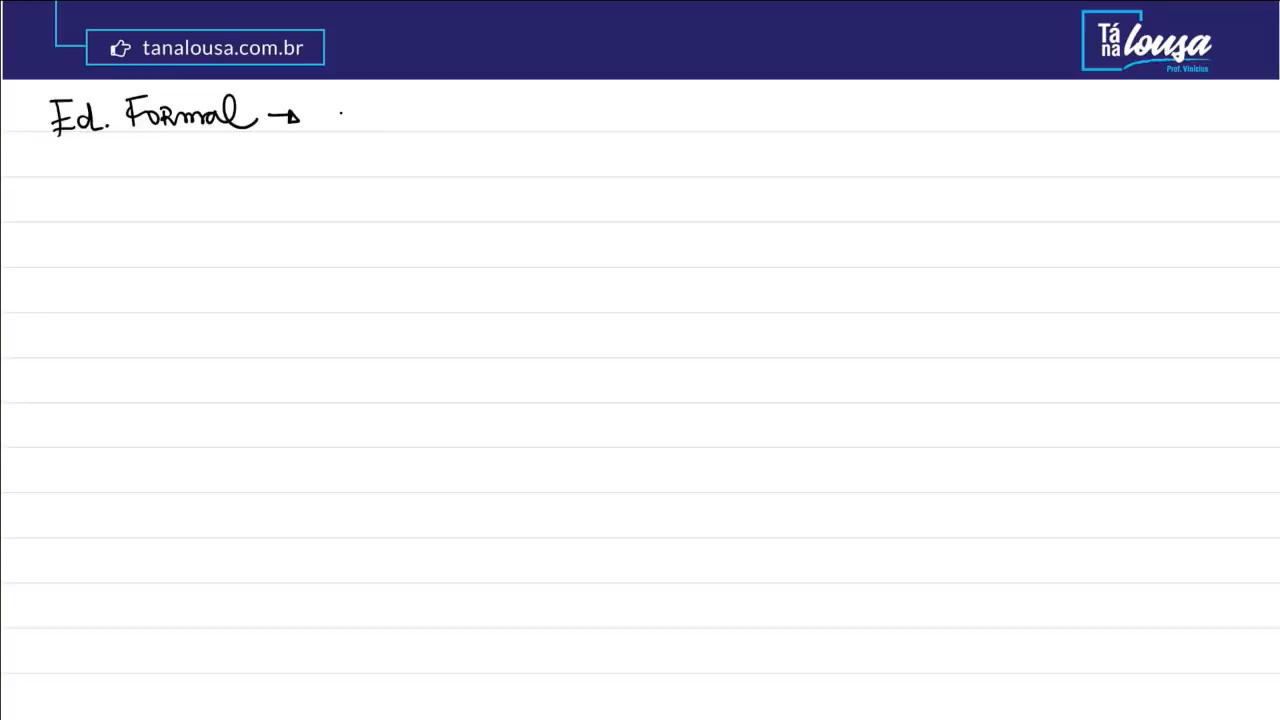 tanalousa.com.br
Tá na lousa
Prof. Vinícius
Ed. Formal →